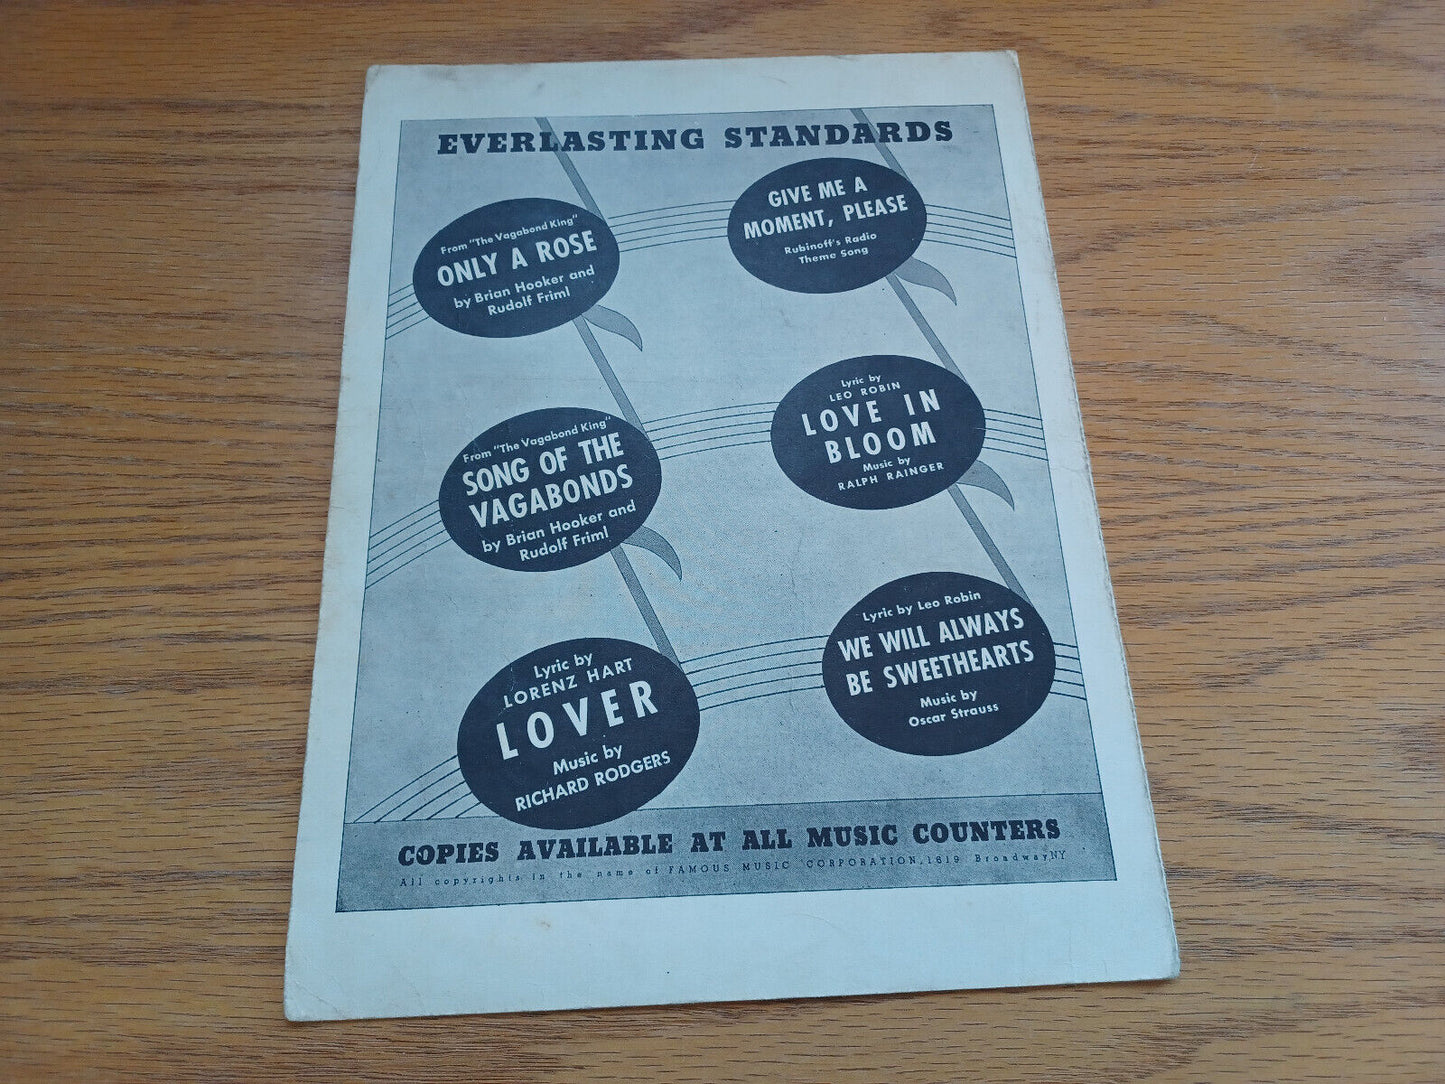 EVERLASTING STANDARDS
From "The Vagabond King"
ONLY A ROSE
by Brian Hooker and
Rudolf Friml
GIVE ME A
MOMENT, PLEASE
Rubinoff's Radio
Theme Song
From "The Vagabond King"
SONG OF THE
VAGABONDS
by Brian Hooker and
Rudolf Friml
Lyric by
LEO ROBIN
LOVE IN
BLOOM
Music by
RALPH RAINGER
Lyric by
LORENZ HART
LOVER
Music by
RICHARD RODGERS
Lyric by Leo Robin
WE WILL ALWAYS
BE SWEETHEARTS
Music by
Oscar Strauss
COPIES AVAILABLE AT ALL MUSIC COUNTERS
All copyrights in the name of FAMOUS MUSIC CORPORATION, 1619 Broadway, NY